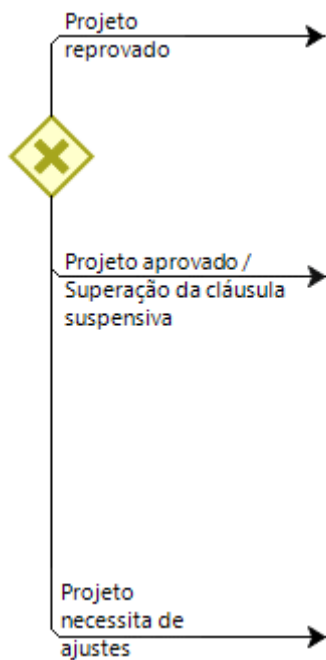 Projeto
reprovado
Projeto aprovado /
Superação da cláusula
suspensiva
Projeto
necessita de
ajustes